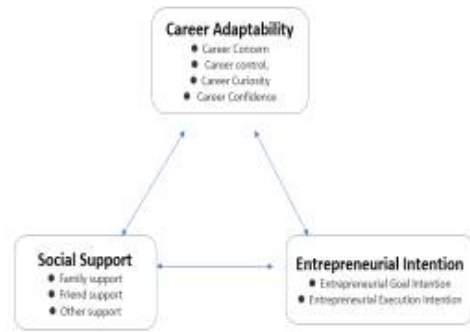 Career Adaptability
● Career Concern
● Career control,
● Career Curiosity
● Career Confidence
Social Support
● Family support
● Friend support
● Other support
Entrepreneurial Intention
● Entrepreneurial Goal Intention
● Entrepreneurial Execution Intention